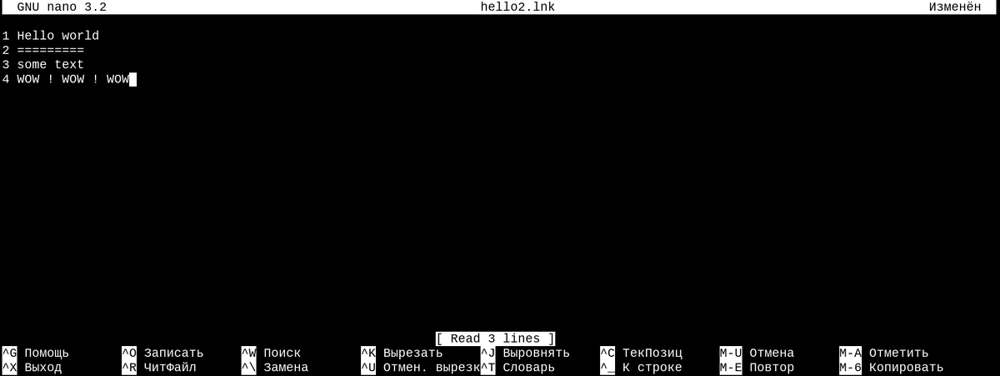 GNU nano 3.2 hello2.lnk Изменён
1 Hello world
2 =========
3 some text
4 WOW ! WOW ! WOW
[ Read 3 lines ]
^G Помощь ^O Записать ^W Поиск ^K Вырезать ^J Выровнять ^C ТекПозиц M-U Отмена M-A Отметить
^X Выход ^R ЧитФайл ^\ Замена ^U Отмен. вырезк ^T Словарь ^_ К строке M-E Повтор M-6 Копировать